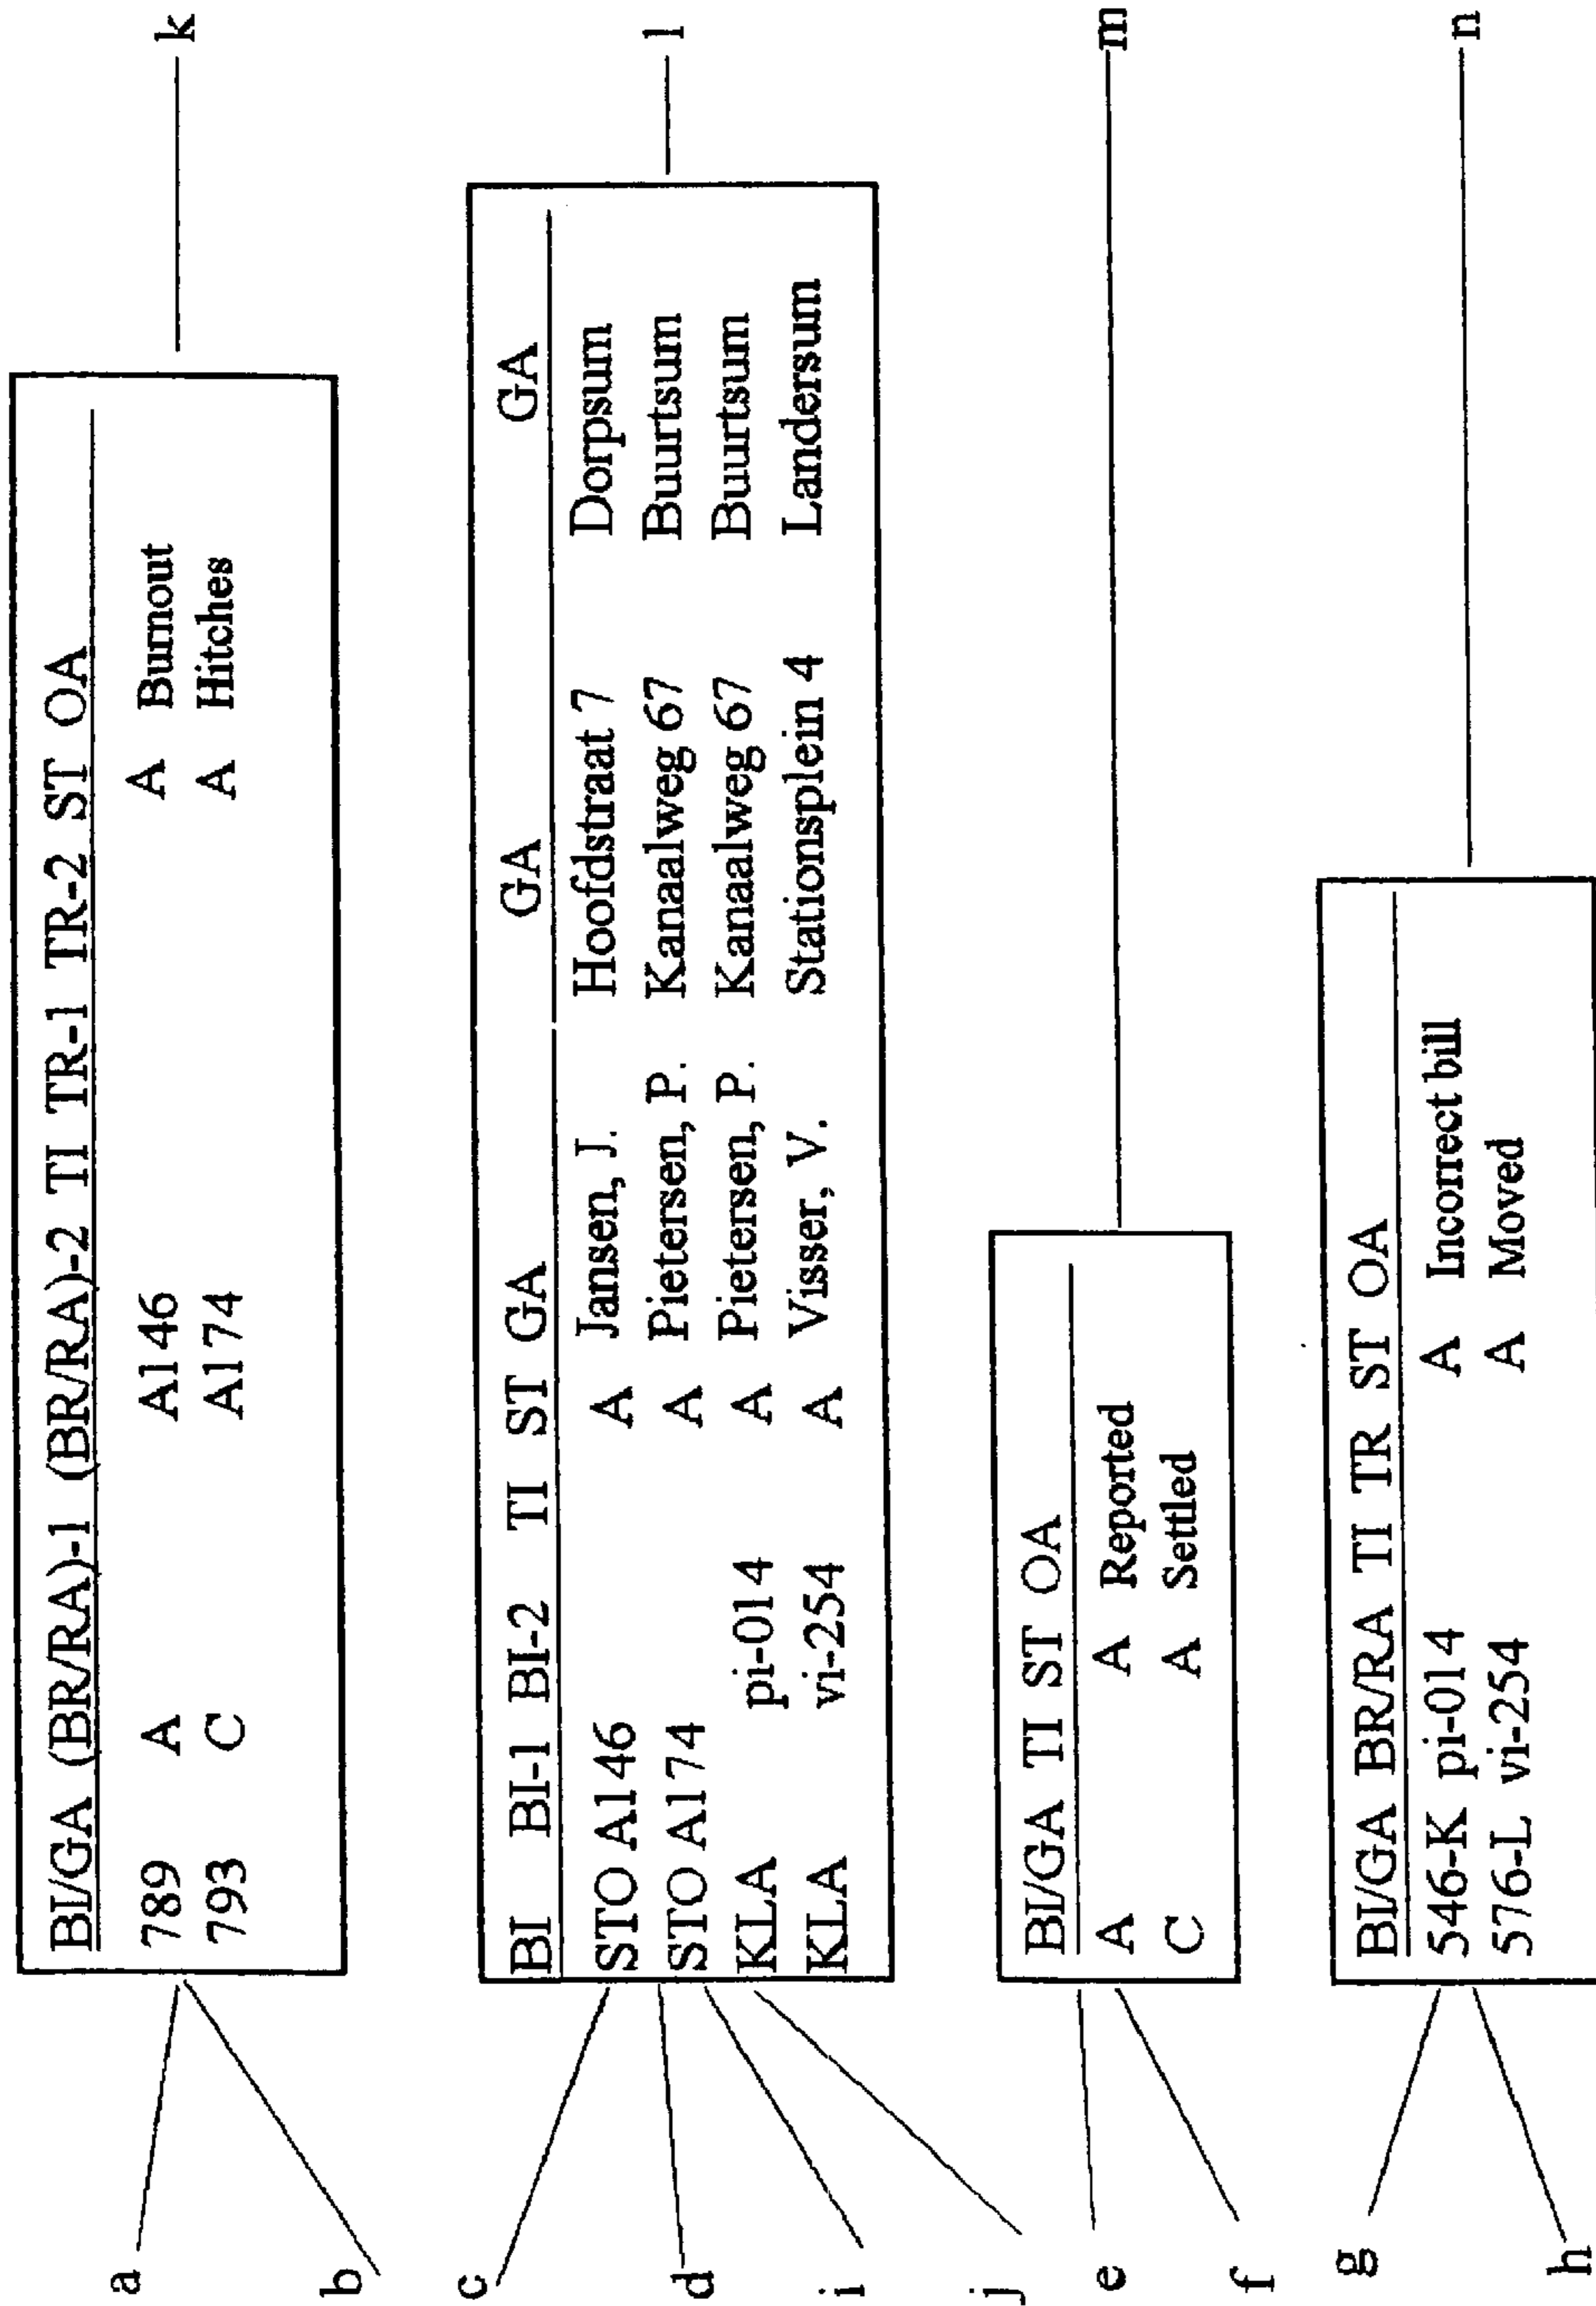 BI/GA (BR/RA)-1 (BR/RA)-2 TI TR-1 TR-2 ST OA
789 A A146 A Burnout
793 C A174 A Hitches
a
b
k
BI BI-1 BI-2 TI ST GA GA GA
STO A146 A Jansen, J. Hoofdstraat 7 Dorpsum
STO A174 A Pietersen, P. Kanaalweg 67 Buurtsum
KLA pi-014 A Pietersen, P. Kanaalweg 67 Buurtsum
KLA vi-254 A Visser, V. Stationsplein 4 Landersum
c
d
i
j
l
BI/GA TI ST OA
A A Reported
C A Settled
e
f
m
BI/GA BR/RA TI TR ST OA
546-K pi-014 A Incorrect bill
576-L vi-254 A Moved
g
h
n